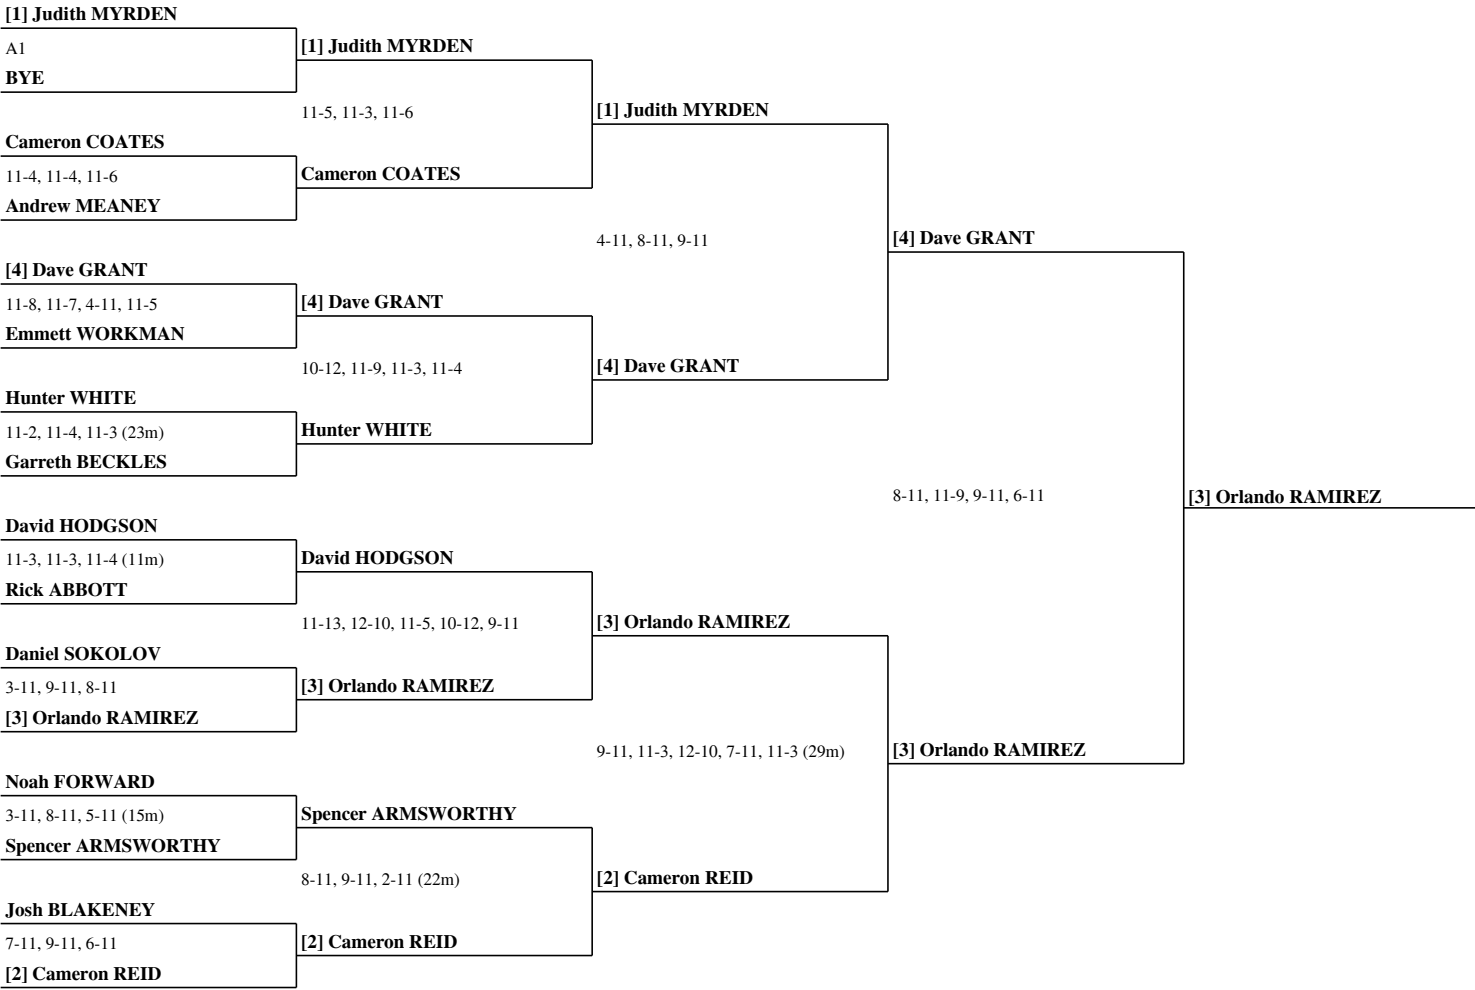 [1] Judith MYRDEN
A1
BYE
Cameron COATES
11-4, 11-4, 11-6
Andrew MEANEY
[4] Dave GRANT
11-8, 11-7, 4-11, 11-5
Emmett WORKMAN
Hunter WHITE
11-2, 11-4, 11-3 (23m)
Garreth BECKLES
David HODGSON
11-3, 11-3, 11-4 (11m)
Rick ABBOTT
Daniel SOKOLOV
3-11, 9-11, 8-11
[3] Orlando RAMIREZ
Noah FORWARD
3-11, 8-11, 5-11 (15m)
Spencer ARMSWORTHY
Josh BLAKENEY
7-11, 9-11, 6-11
[2] Cameron REID
[1] Judith MYRDEN
11-5, 11-3, 11-6
Cameron COATES
[4] Dave GRANT
10-12, 11-9, 11-3, 11-4
Hunter WHITE
David HODGSON
11-13, 12-10, 11-5, 10-12, 9-11
[3] Orlando RAMIREZ
Spencer ARMSWORTHY
8-11, 9-11, 2-11 (22m)
[2] Cameron REID
[1] Judith MYRDEN
4-11, 8-11, 9-11
[4] Dave GRANT
[3] Orlando RAMIREZ
9-11, 11-3, 12-10, 7-11, 11-3 (29m)
[2] Cameron REID
[4] Dave GRANT
8-11, 11-9, 9-11, 6-11
[3] Orlando RAMIREZ
[3] Orlando RAMIREZ